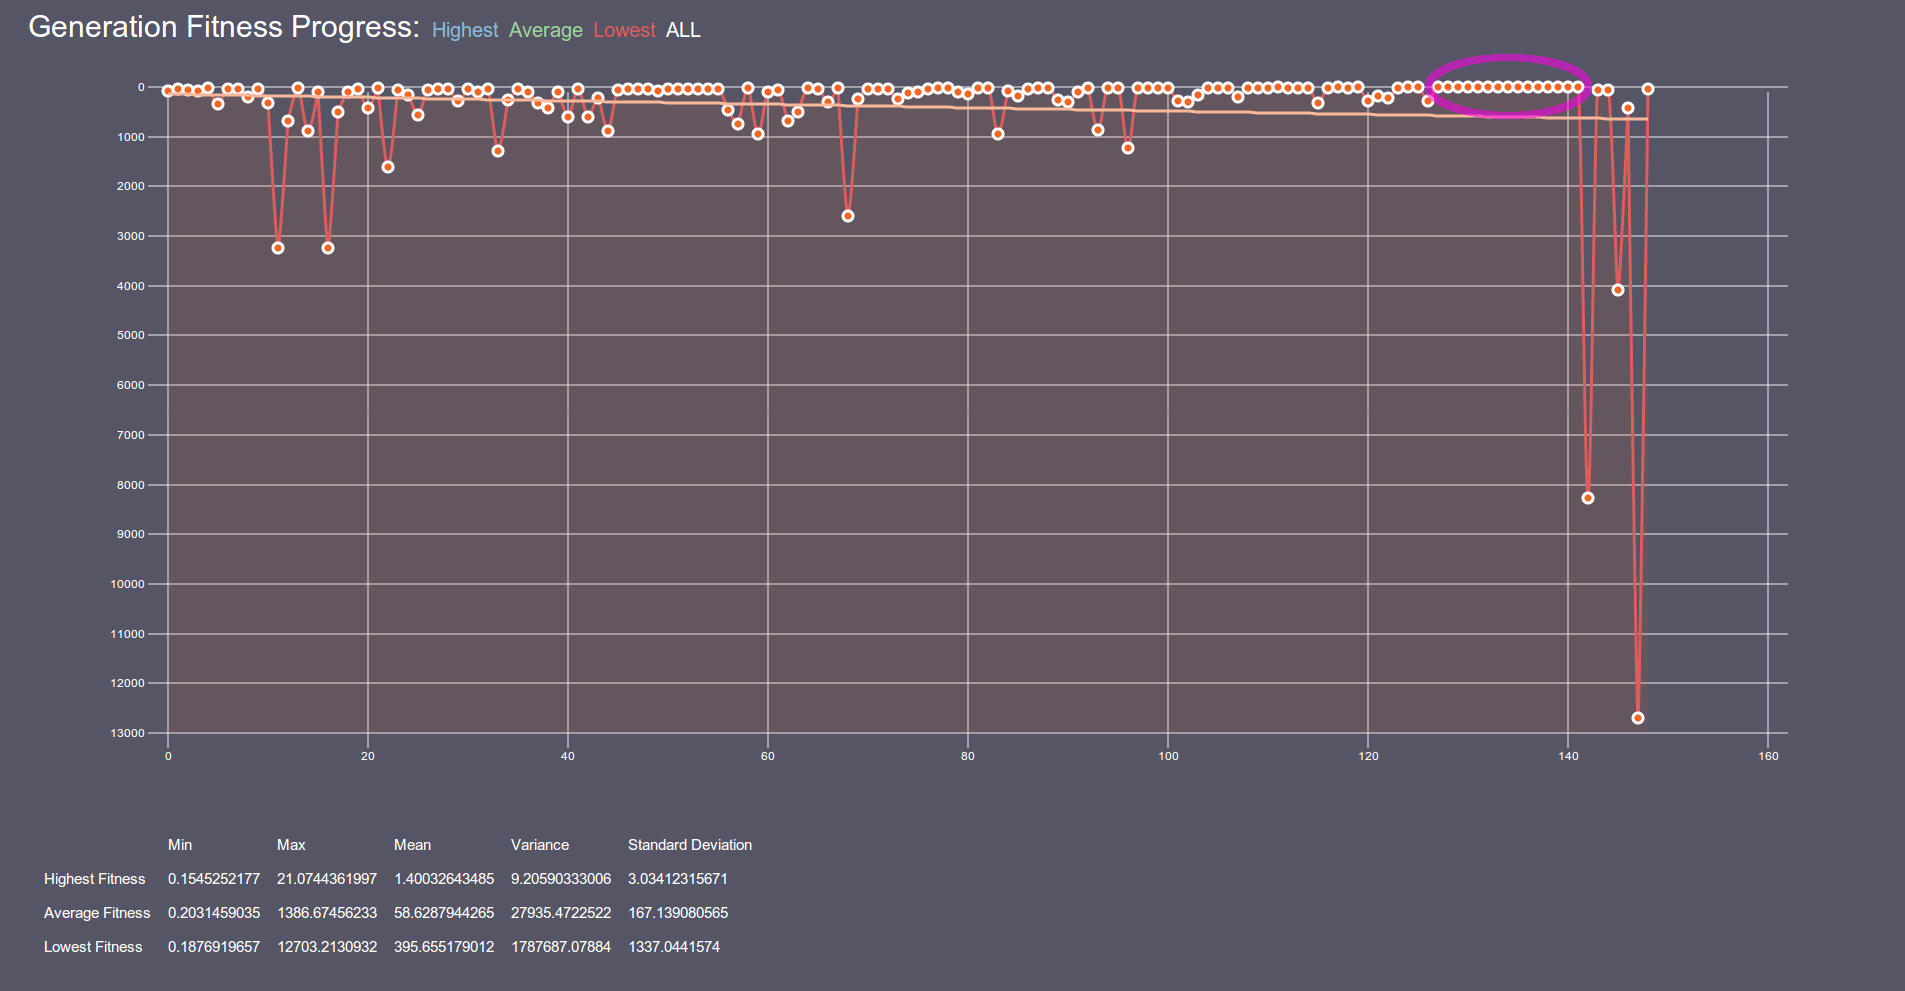 Generation Fitness Progress: Highest Average Lowest ALL
0
1000
2000
3000
4000
5000
6000
7000
8000
9000
10000
11000
12000
13000
0 20 40 60 80 100 120 140 160
Min Max Mean Variance Standard Deviation
Highest Fitness 0.1545252177 21.0744361997 1.40032643485 9.20590333006 3.03412315671
Average Fitness 0.2031459035 1386.67456233 58.6287944265 27935.4722522 167.139080565
Lowest Fitness 0.1876919657 12703.2130932 395.655179012 1787687.07884 1337.0441574